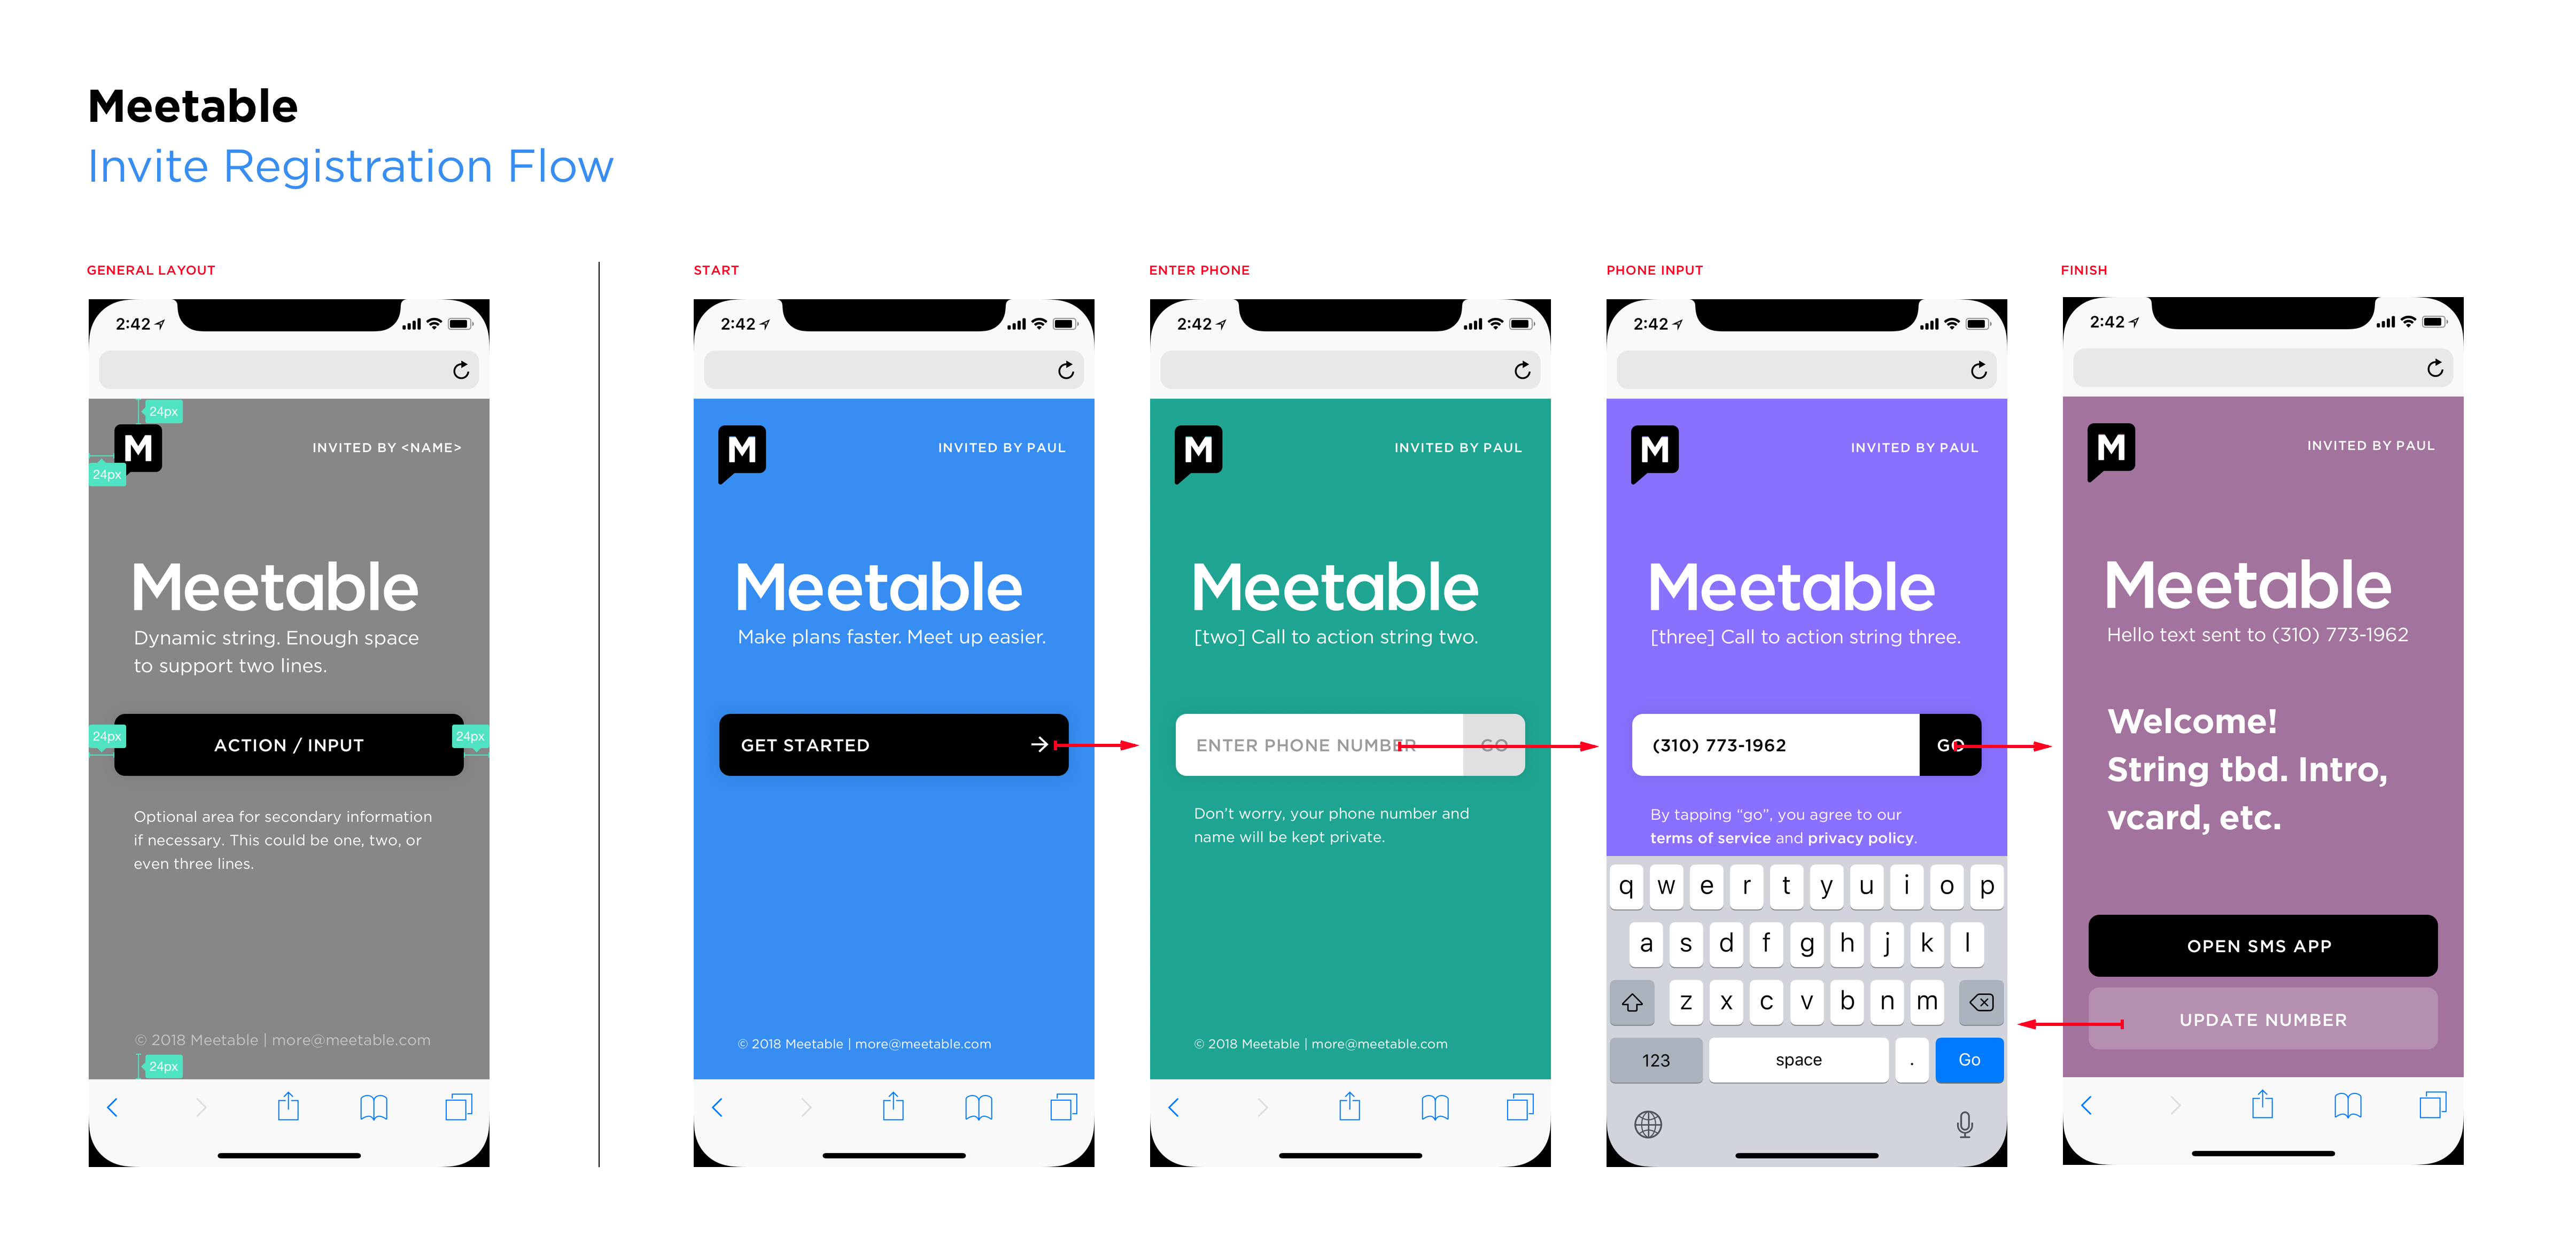 Meetable
Invite Registration Flow
GENERAL LAYOUT
2:42
24px
M
INVITED BY <NAME>
24px
Meetable
Dynamic string. Enough space
to support two lines.
24px
ACTION / INPUT
24px
Optional area for secondary information
if necessary. This could be one, two, or
even three lines.
© 2018 Meetable | more@meetable.com
24px
START
2:42
M
INVITED BY PAUL
Meetable
Make plans faster. Meet up easier.
GET STARTED
© 2018 Meetable | more@meetable.com
ENTER PHONE
2:42
M
INVITED BY PAUL
Meetable
[two] Call to action string two.
ENTER PHONE NUMBER
GO
Don’t worry, your phone number and
name will be kept private.
© 2018 Meetable | more@meetable.com
PHONE INPUT
2:42
M
INVITED BY PAUL
Meetable
[three] Call to action string three.
(310) 773-1962
GO
By tapping “go”, you agree to our
terms of service and privacy policy.
q w e r t y u i o p
a s d f g h j k l
z x c v b n m
123 space . Go
FINISH
2:42
M
INVITED BY PAUL
Meetable
Hello text sent to (310) 773-1962
Welcome!
String tbd. Intro,
vcard, etc.
OPEN SMS APP
UPDATE NUMBER